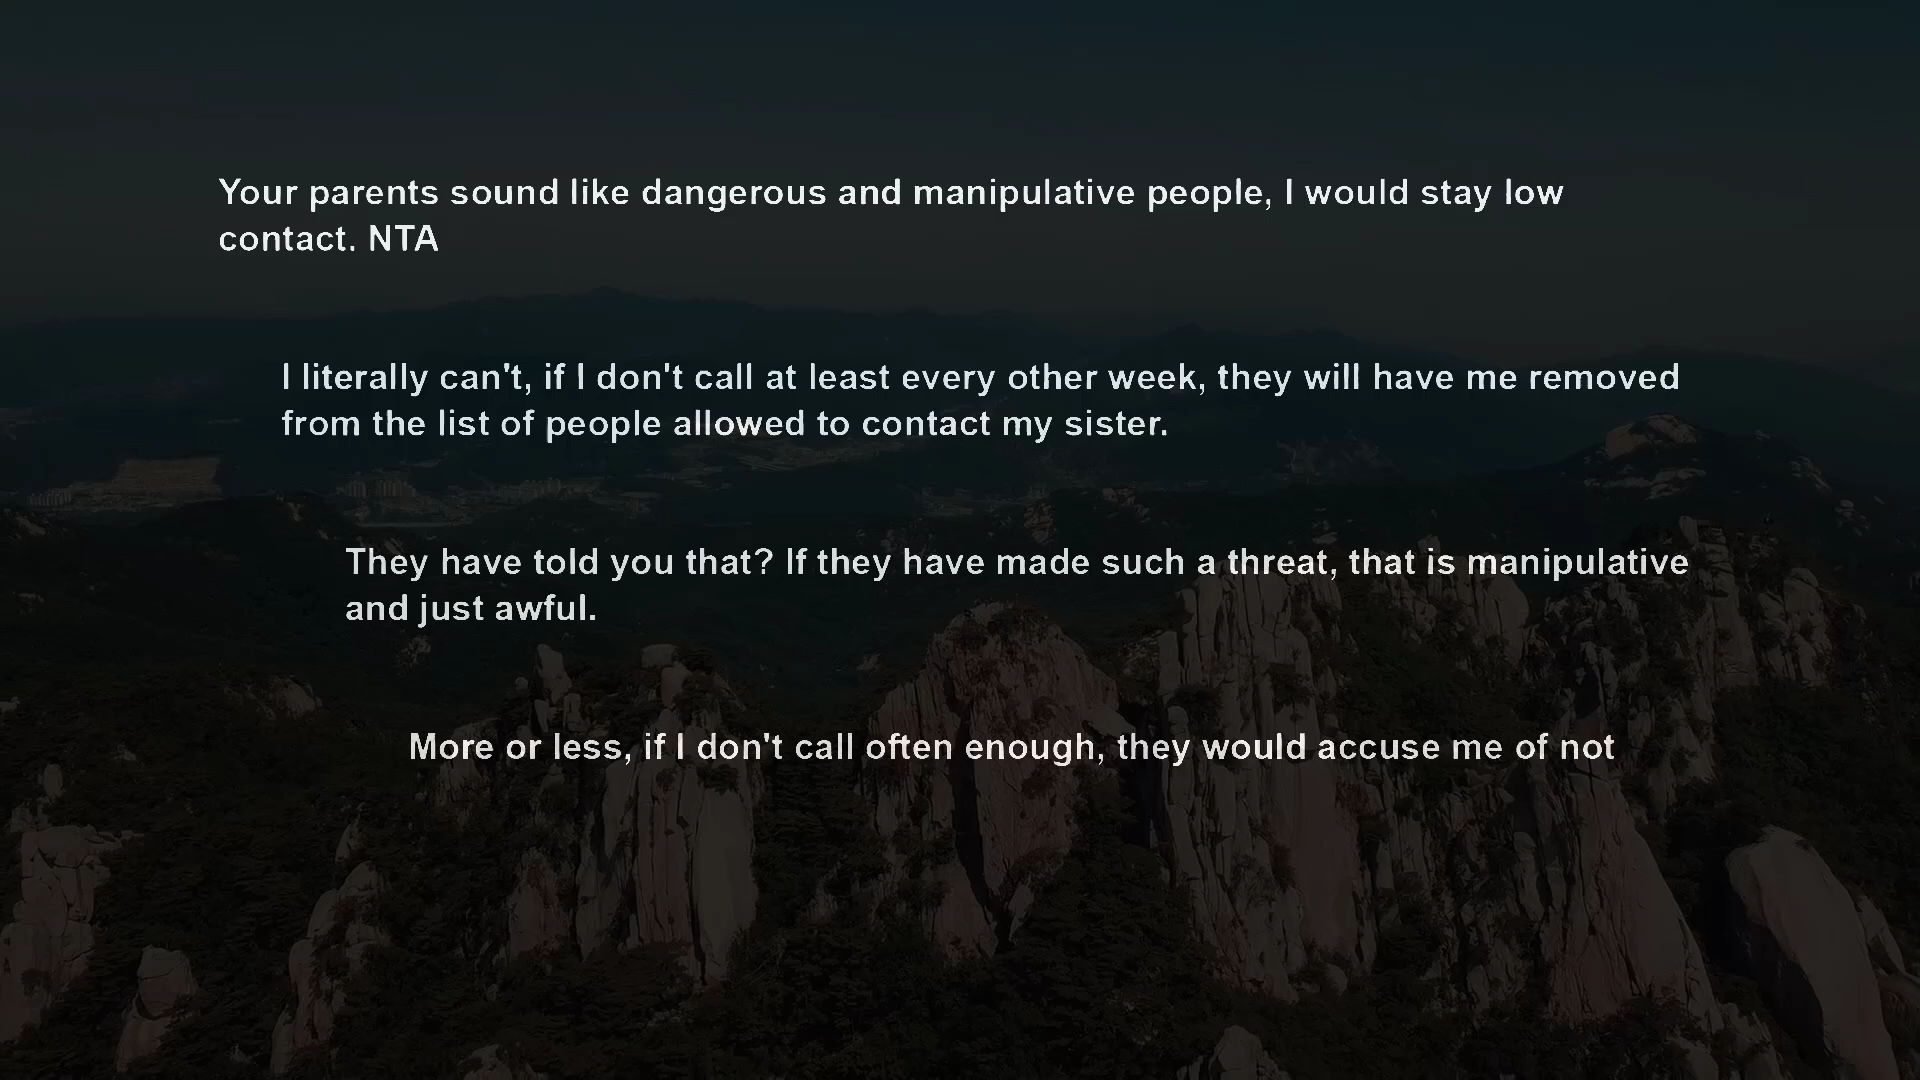 Your parents sound like dangerous and manipulative people, I would stay low
contact. NTA
I literally can't, if I don't call at least every other week, they will have me removed
from the list of people allowed to contact my sister.
They have told you that? If they have made such a threat, that is manipulative
and just awful.
More or less, if I don't call often enough, they would accuse me of not